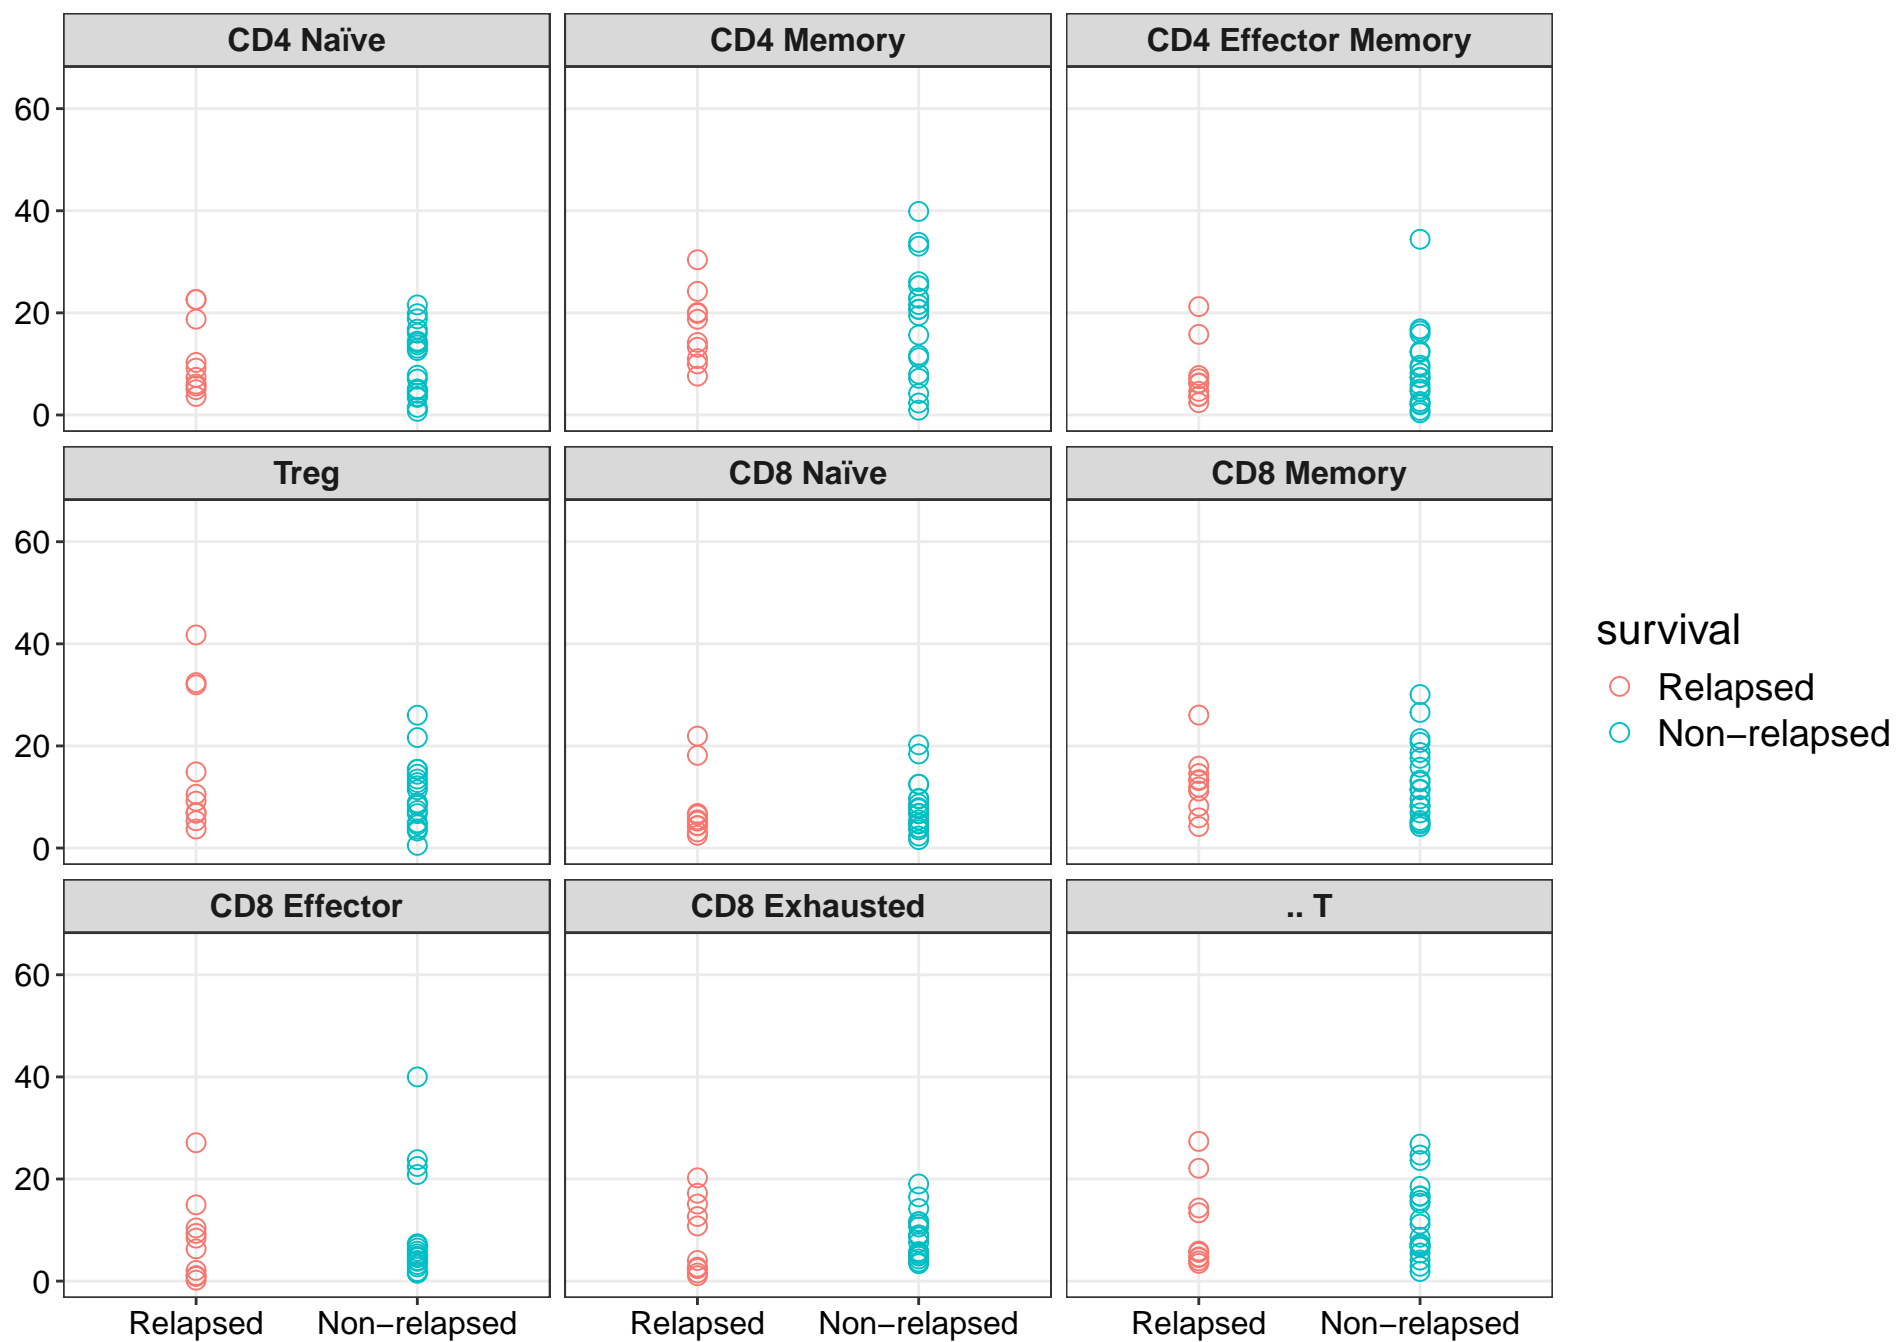 CD4 Naïve
CD4 Memory
CD4 Effector Memory
60
40
20
0
Treg
CD8 Naïve
CD8 Memory
60
40
20
0
survival
Relapsed
Non−relapsed
CD8 Effector
CD8 Exhausted
.. T
60
40
20
0
Relapsed
Non−relapsed
Relapsed
Non−relapsed
Relapsed
Non−relapsed